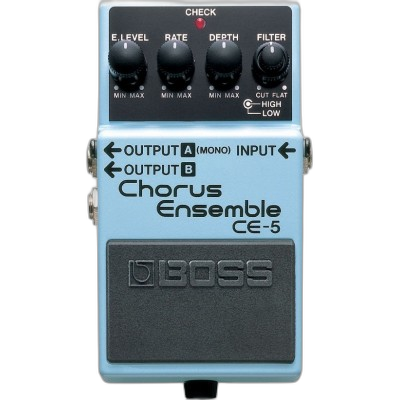 CHECK
E.LEVEL RATE DEPTH FILTER
MIN MAX MIN MAX MIN MAX CUT FLAT
HIGH
LOW
OUTPUT A (MONO) INPUT
OUTPUT B
Chorus
Ensemble
CE-5
BOSS